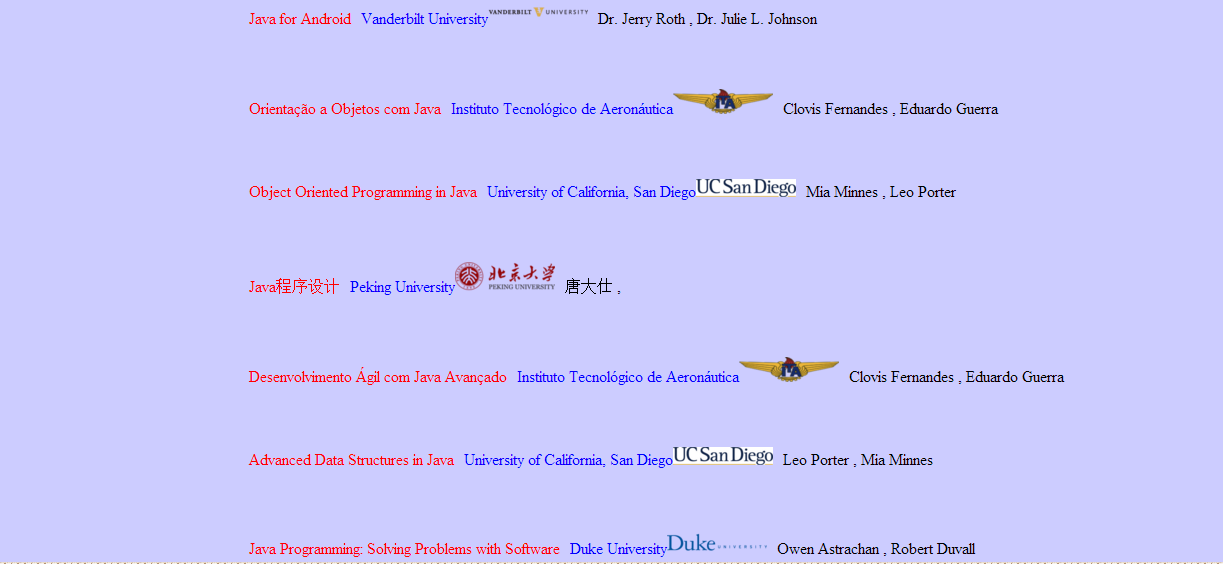 Java for Android Vanderbilt University VANDERBILT V UNIVERSITY Dr. Jerry Roth , Dr. Julie L. Johnson
Orientação a Objetos com Java Instituto Tecnológico de Aeronáutica ITA Clovis Fernandes , Eduardo Guerra
Object Oriented Programming in Java University of California, San Diego UC San Diego Mia Minnes , Leo Porter
Java程序设计 Peking University 北京大学 PEKING UNIVERSITY 唐大仕 ,
Desenvolvimento Ágil com Java Avançado Instituto Tecnológico de Aeronáutica ITA Clovis Fernandes , Eduardo Guerra
Advanced Data Structures in Java University of California, San Diego UC San Diego Leo Porter , Mia Minnes
Java Programming: Solving Problems with Software Duke University Duke UNIVERSITY Owen Astrachan , Robert Duvall